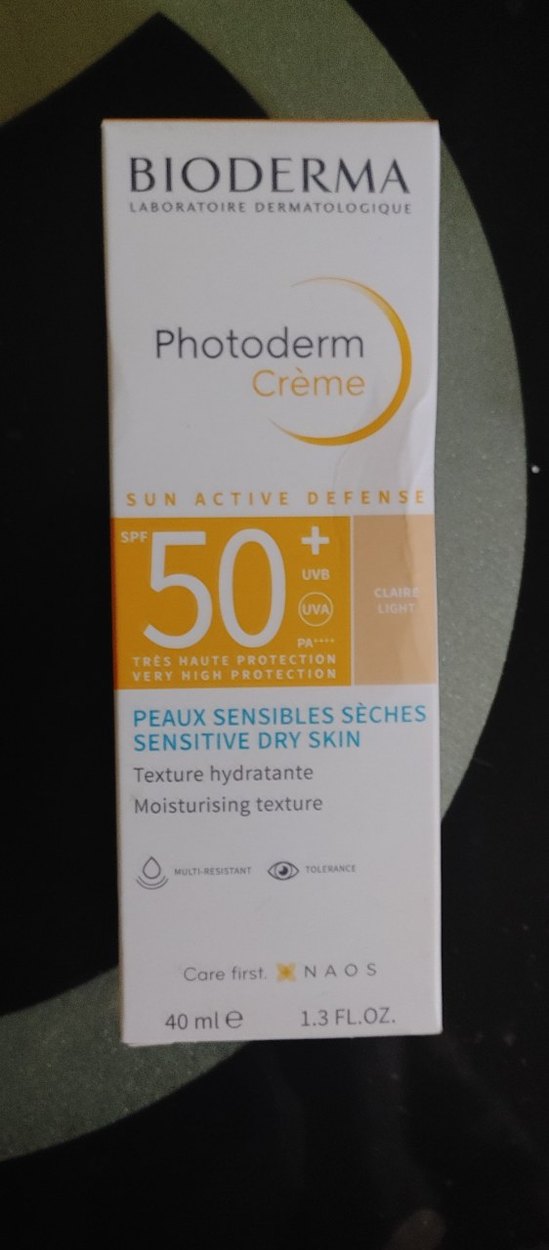 BIODERMA
LABORATOIRE DERMATOLOGIQUE
Photoderm
Crème
SUN ACTIVE DEFENSE
SPF 50+
UVB
UVA
PA++++
CLAIRE
LIGHT
TRÈS HAUTE PROTECTION
VERY HIGH PROTECTION
PEAUX SENSIBLES SÈCHES
SENSITIVE DRY SKIN
Texture hydratante
Moisturising texture
MULTI-RESISTANT TOLERANCE
Care first. NAOS
40 ml e 1.3 FL.OZ.